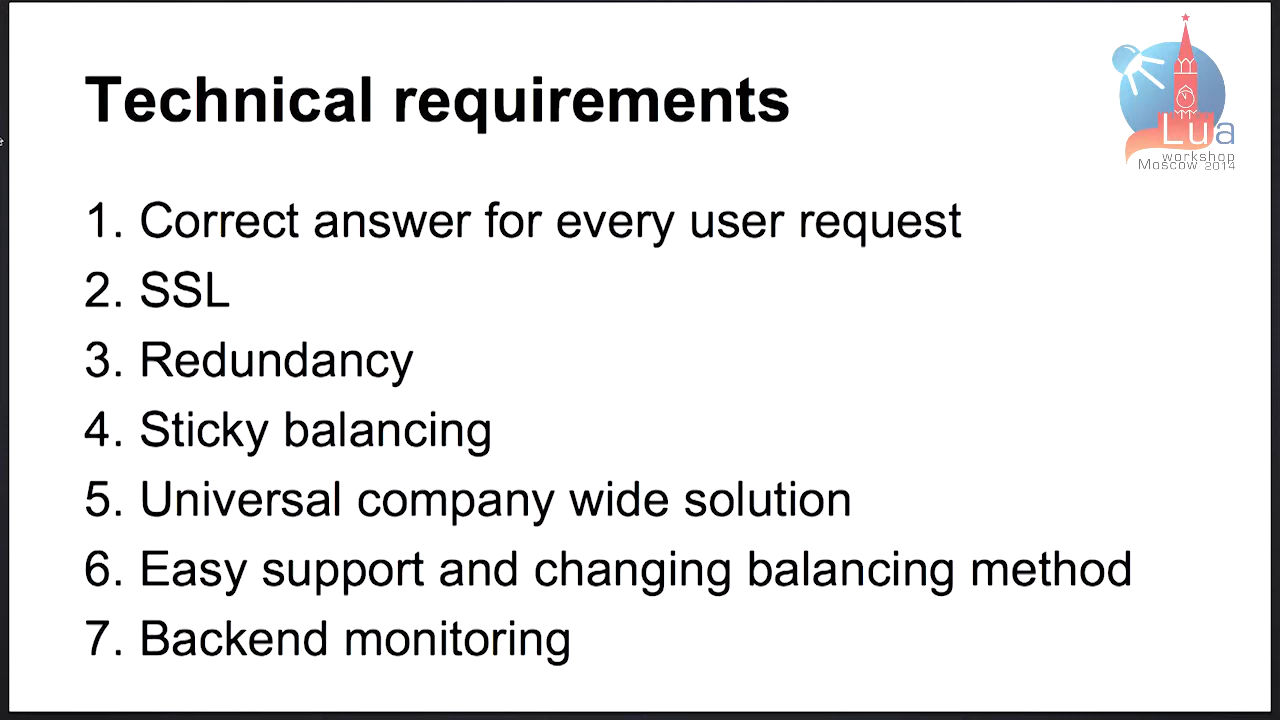 Technical requirements
Lua
workshop
Moscow 2014
1. Correct answer for every user request
2. SSL
3. Redundancy
4. Sticky balancing
5. Universal company wide solution
6. Easy support and changing balancing method
7. Backend monitoring